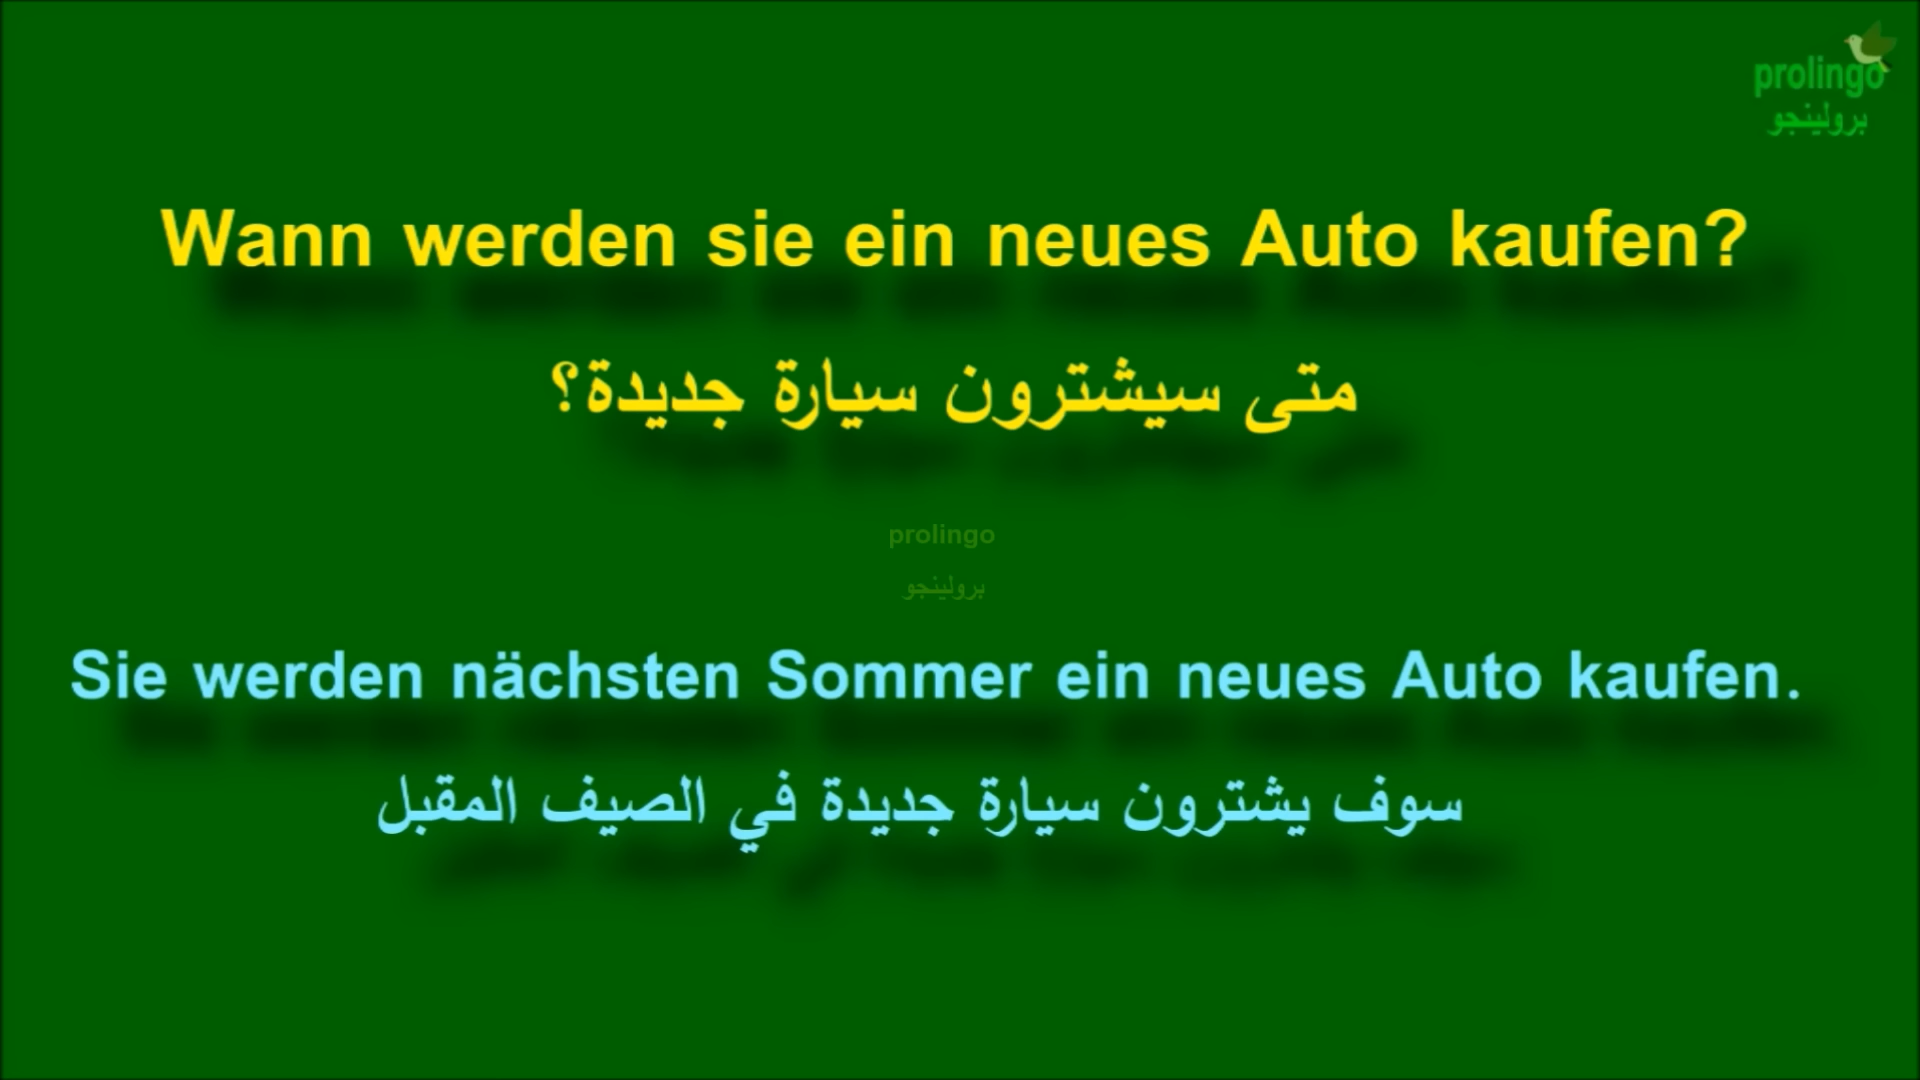 prolingo
برولينجو
Wann werden sie ein neues Auto kaufen?
متى سيشترون سيارة جديدة؟
prolingo
برولينجو
Sie werden nächsten Sommer ein neues Auto kaufen.
سوف يشترون سيارة جديدة في الصيف المقبل